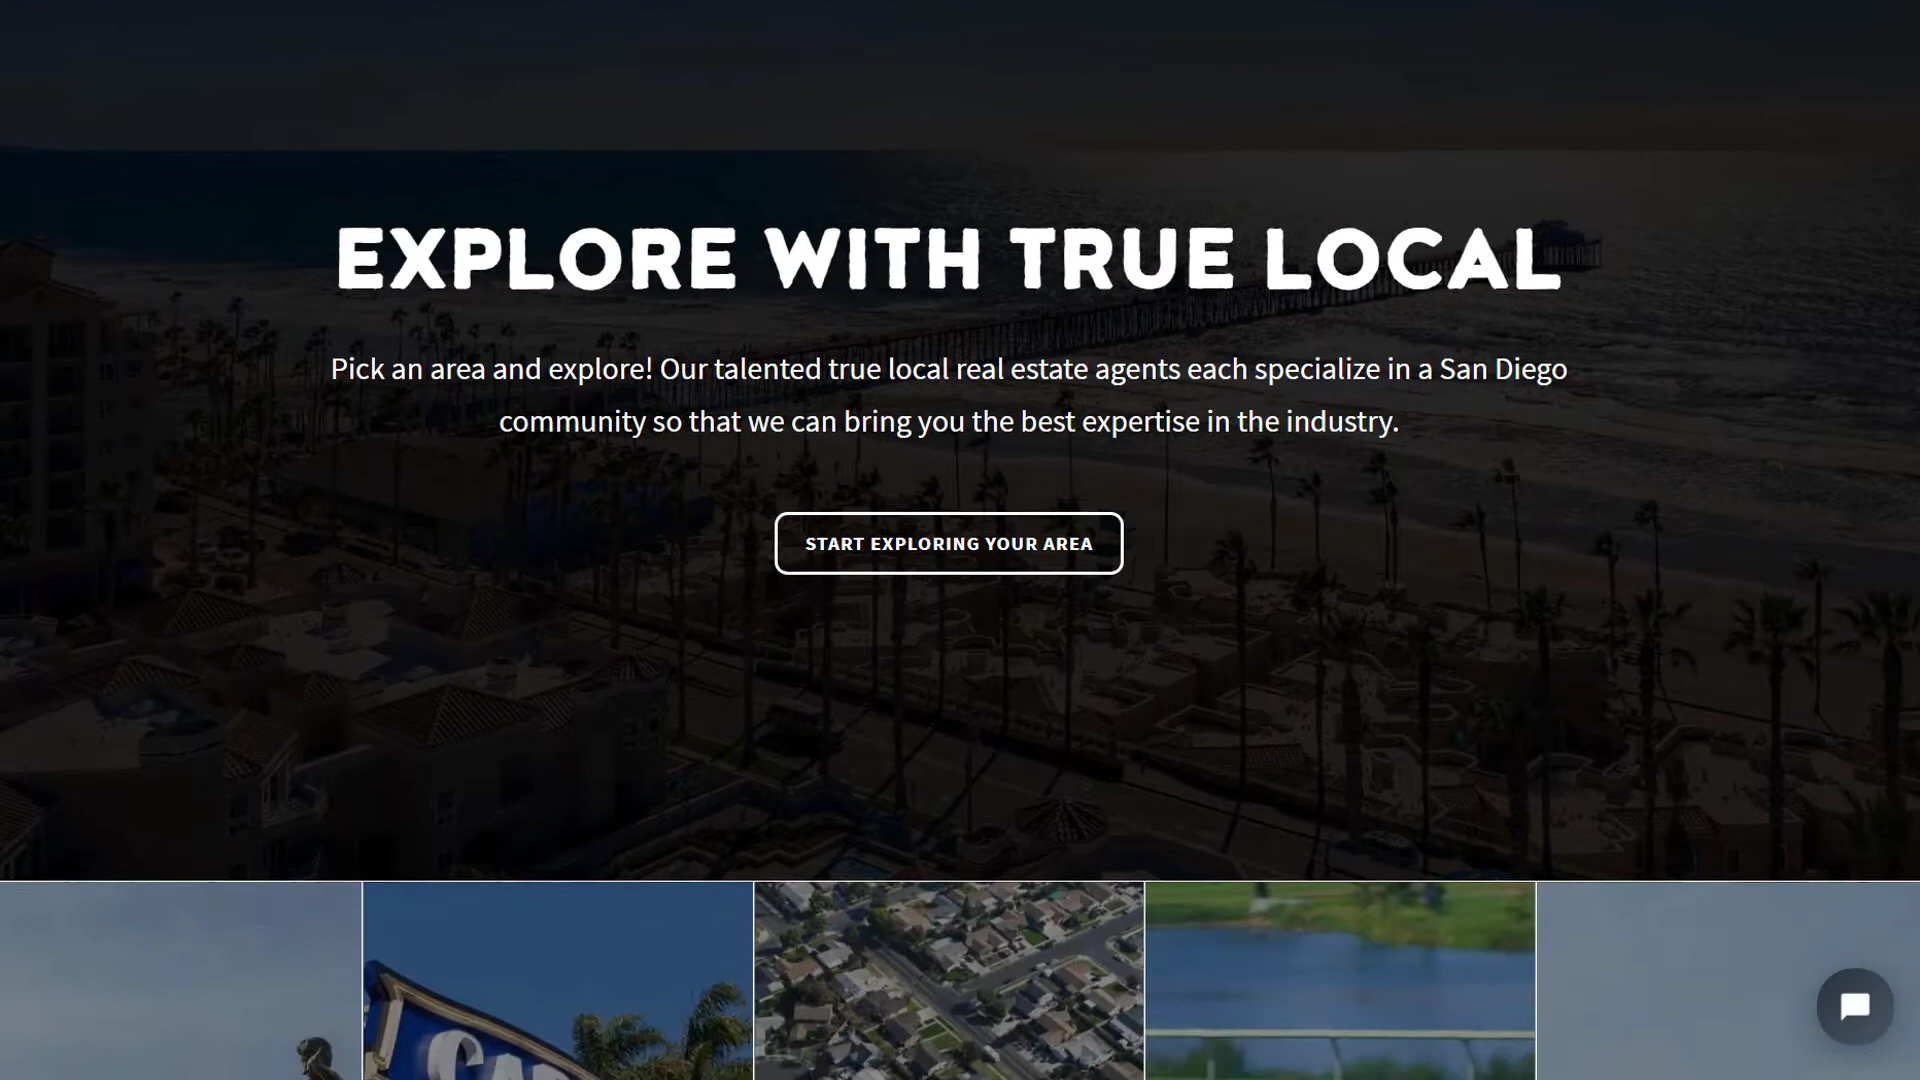 EXPLORE WITH TRUE LOCAL
Pick an area and explore! Our talented true local real estate agents each specialize in a San Diego
community so that we can bring you the best expertise in the industry.
START EXPLORING YOUR AREA